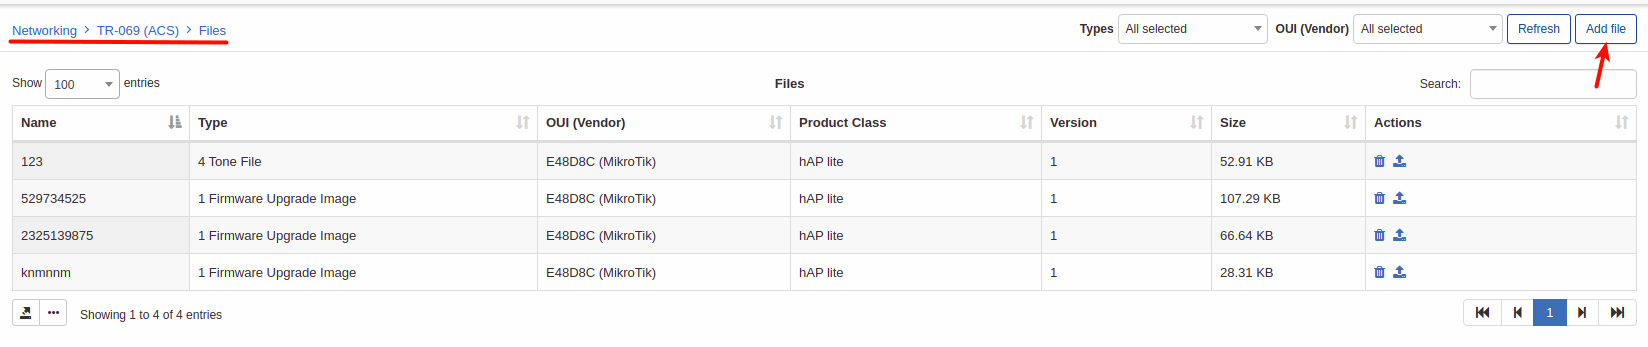 Networking > TR-069 (ACS) > Files Types All selected OUI (Vendor) All selected Refresh Add file
Show 100 entries Files Search:
Name Type OUI (Vendor) Product Class Version Size Actions
123 4 Tone File E48D8C (MikroTik) hAP lite 1 52.91 KB
529734525 1 Firmware Upgrade Image E48D8C (MikroTik) hAP lite 1 107.29 KB
2325139875 1 Firmware Upgrade Image E48D8C (MikroTik) hAP lite 1 66.64 KB
knmnnm 1 Firmware Upgrade Image E48D8C (MikroTik) hAP lite 1 28.31 KB
Showing 1 to 4 of 4 entries 1